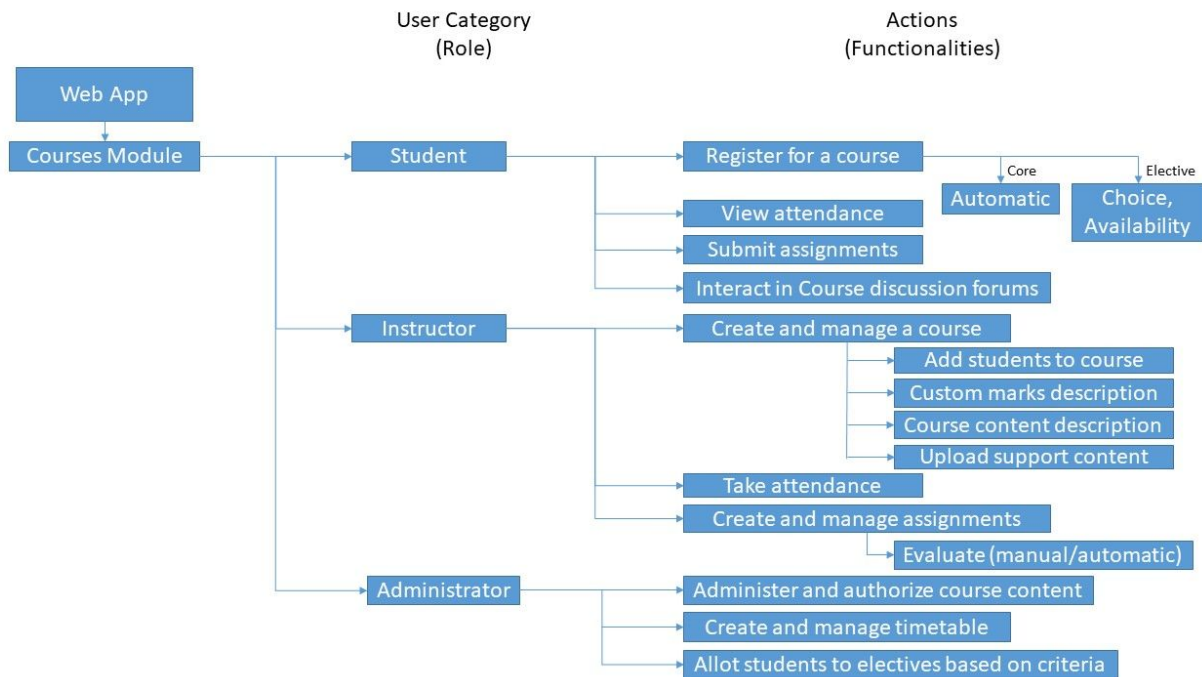 User Category
(Role)
Actions
(Functionalities)
Web App
Courses Module
Student
Register for a course
Core
Elective
Automatic
Choice,
Availability
View attendance
Submit assignments
Interact in Course discussion forums
Instructor
Create and manage a course
Add students to course
Custom marks description
Course content description
Upload support content
Take attendance
Create and manage assignments
Evaluate (manual/automatic)
Administrator
Administer and authorize course content
Create and manage timetable
Allot students to electives based on criteria